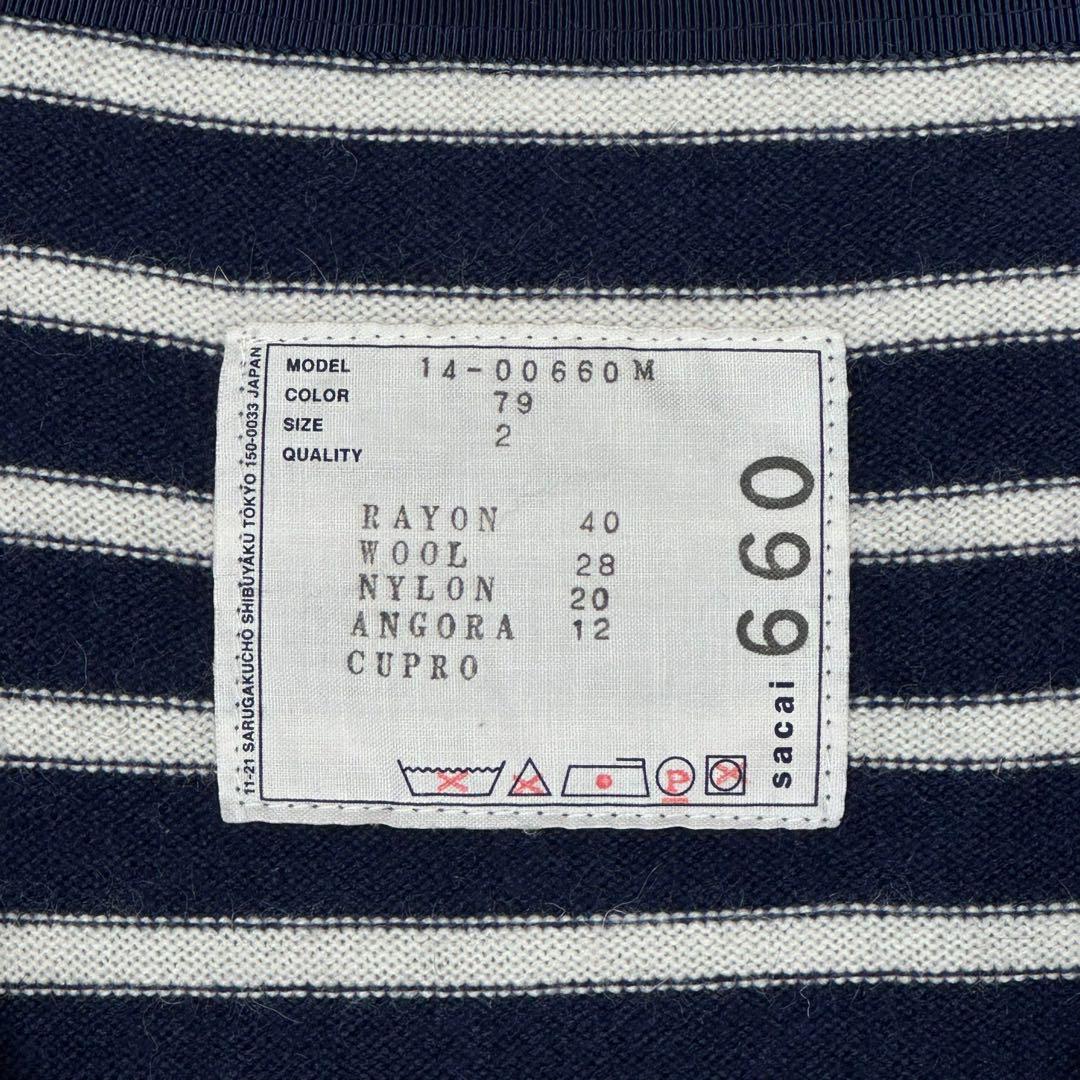 MODEL 14-00660M
COLOR 79
SIZE 2
QUALITY
RAYON 40
WOOL 28
NYLON 20
ANGORA 12
CUPRO
P
sacai 660
11-21 SARUGAKUCHO SHIBUYAKU TOKYO 150-0033 JAPAN